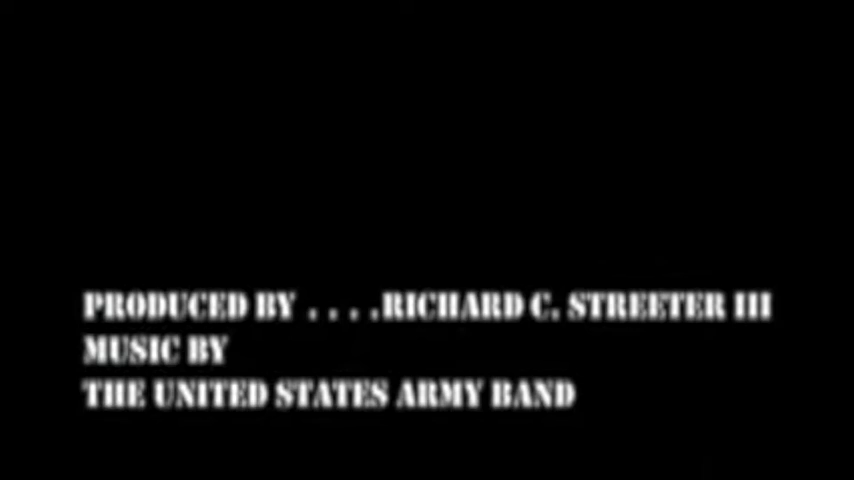 PRODUCED BY . . . .RICHARD C. STREETER III
MUSIC BY
THE UNITED STATES ARMY BAND